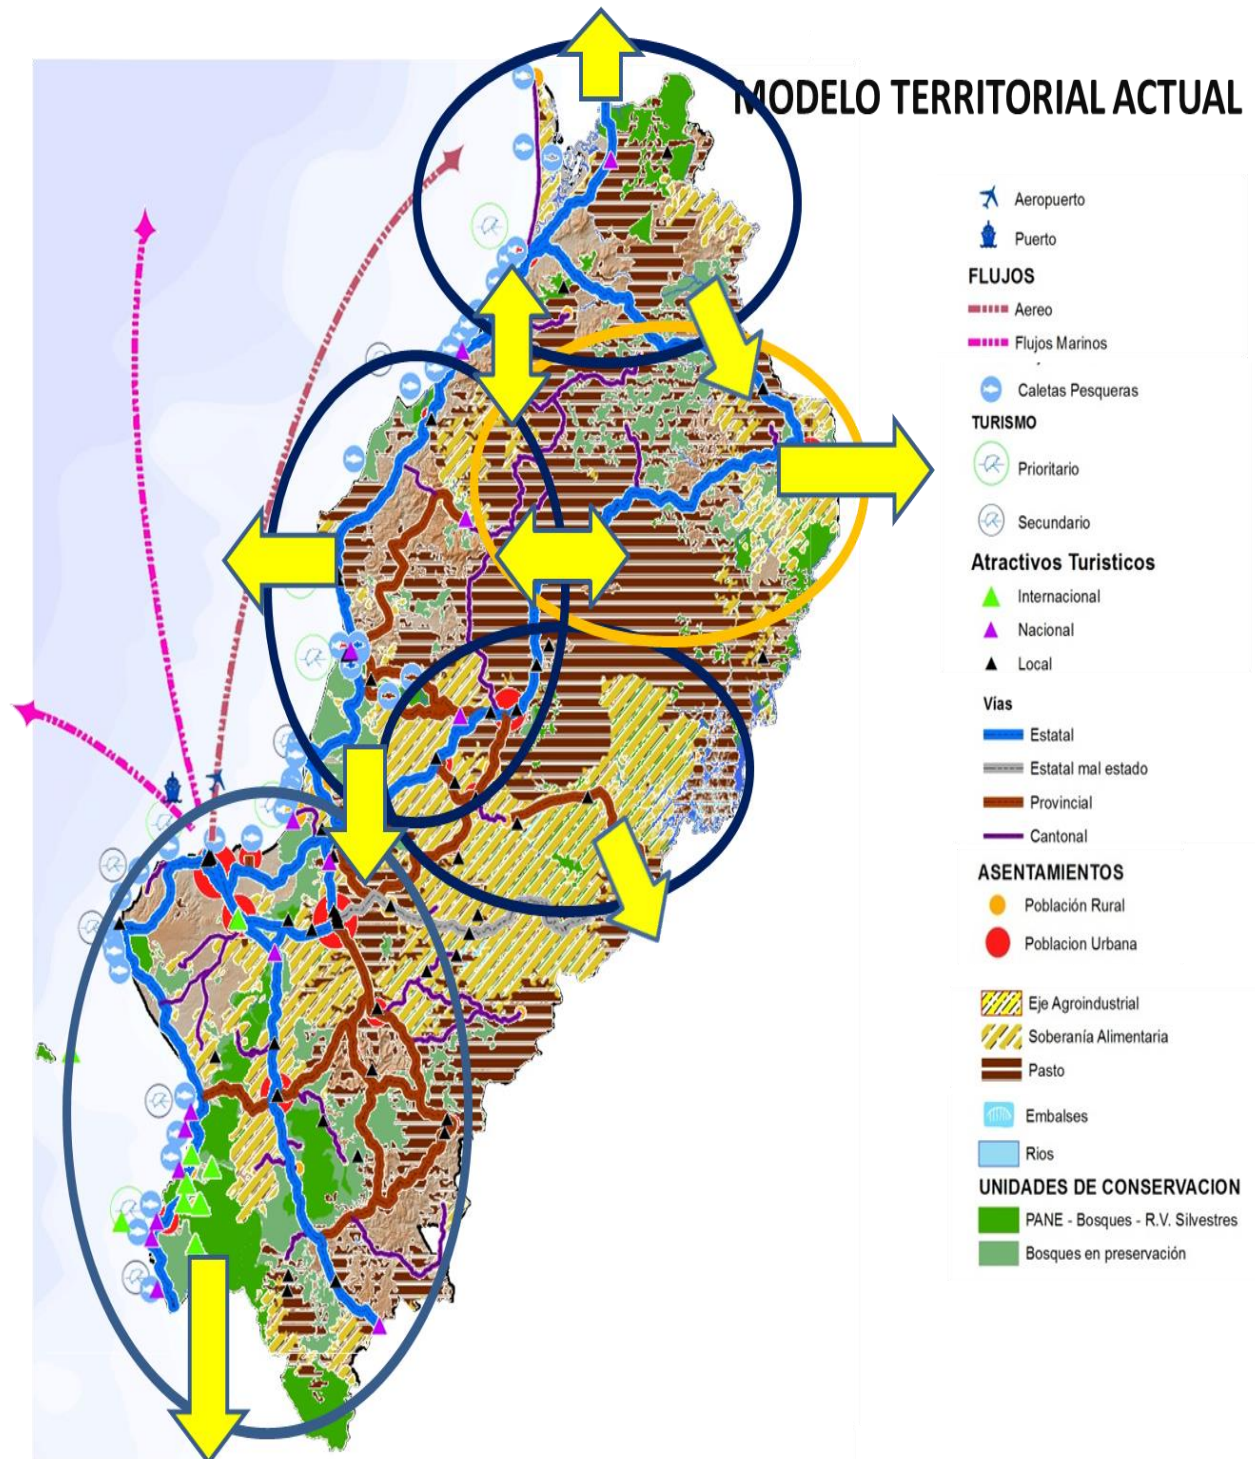 MODELO TERRITORIAL ACTUAL
Aeropuerto
Puerto
FLUJOS
Aereo
Flujos Marinos
Caletas Pesqueras
TURISMO
Prioritario
Secundario
Atractivos Turisticos
Internacional
Nacional
Local
Vias
Estatal
Estatal mal estado
Provincial
Cantonal
ASENTAMIENTOS
Población Rural
Poblacion Urbana
Eje Agroindustrial
Soberanía Alimentaria
Pasto
Embalses
Rios
UNIDADES DE CONSERVACION
PANE - Bosques - R.V. Silvestres
Bosques en preservación